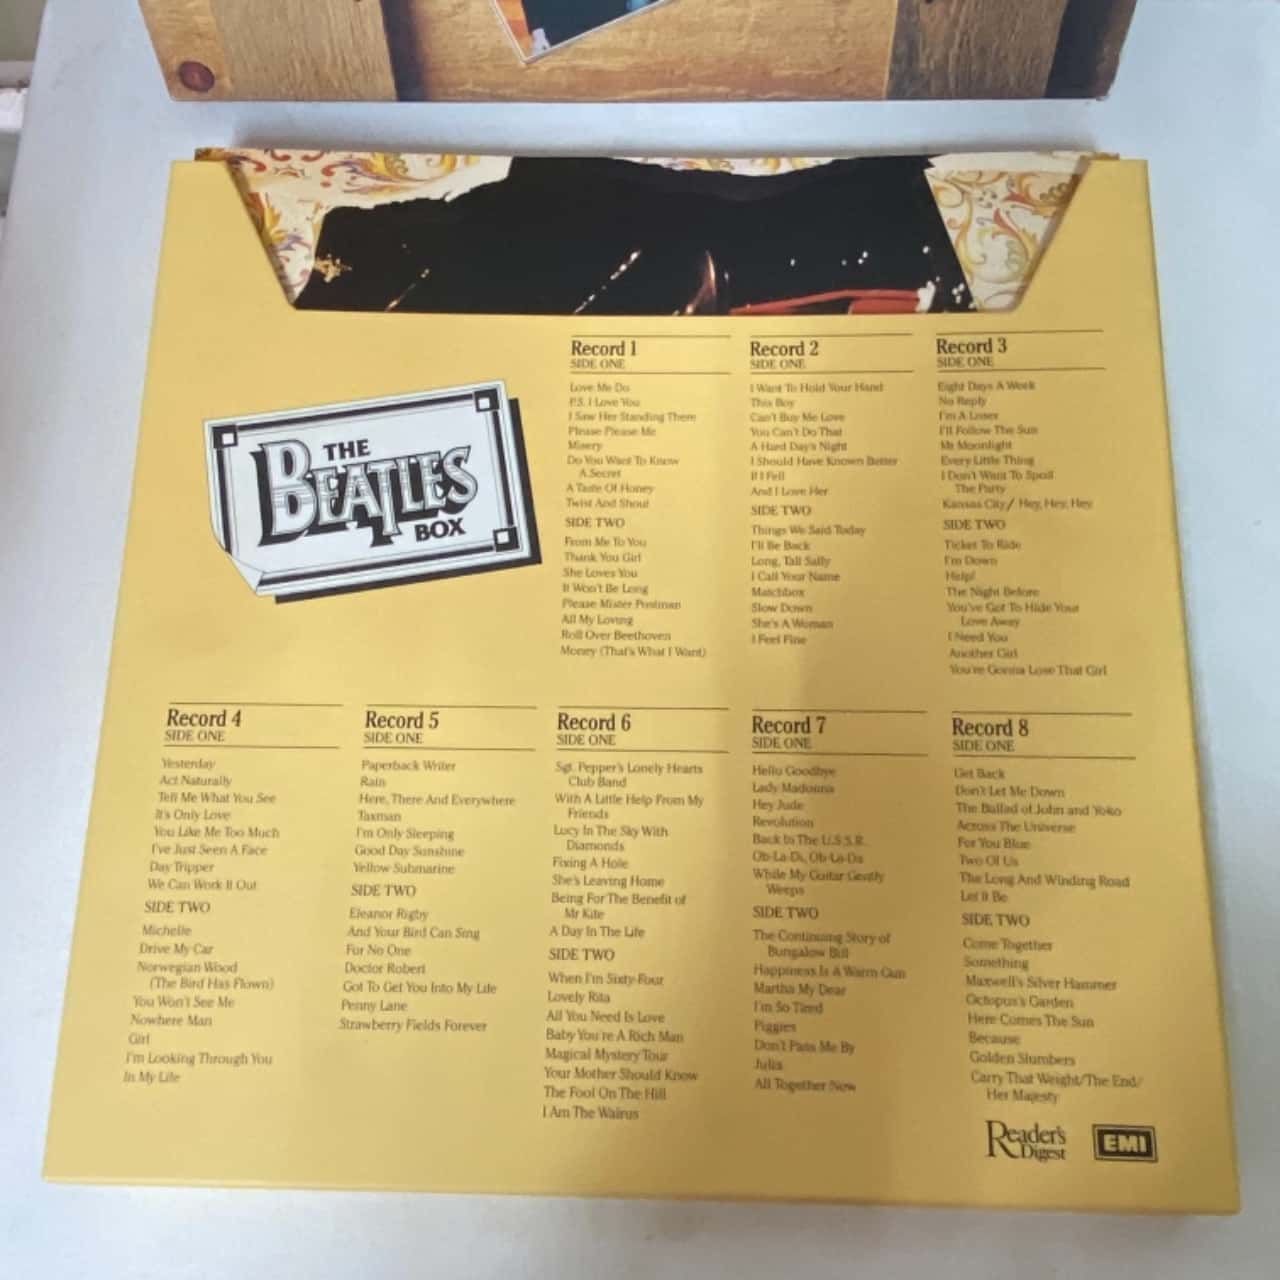 THE
BEATLES
BOX
Record 1
SIDE ONE
Love Me Do
P.S. I Love You
I Saw Her Standing There
Please Please Me
Misery
Do You Want To Know
A Secret
A Taste Of Honey
Twist And Shout
SIDE TWO
From Me To You
Thank You Girl
She Loves You
It Won't Be Long
Please Mister Postman
All My Loving
Roll Over Beethoven
Money (That's What I Want)
Record 2
SIDE ONE
I Want To Hold Your Hand
This Boy
Can't Buy Me Love
You Can't Do That
A Hard Day's Night
I Should Have Known Better
If I Fell
And I Love Her
SIDE TWO
Things We Said Today
I'll Be Back
Long, Tall Sally
I Call Your Name
Matchbox
Slow Down
She's A Woman
I Feel Fine
Record 3
SIDE ONE
Eight Days A Week
No Reply
I'm A Loser
I'll Follow The Sun
Mr Moonlight
Every Little Thing
I Don't Want To Spoil
The Party
Kansas City/ Hey, Hey, Hey
SIDE TWO
Ticket To Ride
I'm Down
Help!
The Night Before
You've Got To Hide Your
Love Away
I Need You
Another Girl
You're Gonna Lose That Girl
Record 4
SIDE ONE
Yesterday
Act Naturally
Tell Me What You See
It's Only Love
You Like Me Too Much
I've Just Seen A Face
Day Tripper
We Can Work It Out
SIDE TWO
Michelle
Drive My Car
Norwegian Wood
(The Bird Has Flown)
You Won't See Me
Nowhere Man
Girl
I'm Looking Through You
In My Life
Record 5
SIDE ONE
Paperback Writer
Rain
Here, There And Everywhere
Taxman
I'm Only Sleeping
Good Day Sunshine
Yellow Submarine
SIDE TWO
Eleanor Rigby
And Your Bird Can Sing
For No One
Doctor Robert
Got To Get You Into My Life
Penny Lane
Strawberry Fields Forever
Record 6
SIDE ONE
Sgt. Pepper's Lonely Hearts
Club Band
With A Little Help From My
Friends
Lucy In The Sky With
Diamonds
Fixing A Hole
She's Leaving Home
Being For The Benefit of
Mr Kite
A Day In The Life
SIDE TWO
When I'm Sixty-Four
Lovely Rita
All You Need Is Love
Baby You're A Rich Man
Magical Mystery Tour
Your Mother Should Know
The Fool On The Hill
I Am The Walrus
Record 7
SIDE ONE
Hello Goodbye
Lady Madonna
Hey Jude
Revolution
Back In The U.S.S.R.
Ob-La-Di, Ob-La-Da
While My Guitar Gently
Weeps
SIDE TWO
The Continuing Story of
Bungalow Bill
Happiness Is A Warm Gun
Martha My Dear
I'm So Tired
Piggies
Don't Pass Me By
Julia
All Together Now
Record 8
SIDE ONE
Get Back
Don't Let Me Down
The Ballad of John and Yoko
Across The Universe
For You Blue
Two Of Us
The Long And Winding Road
Let It Be
SIDE TWO
Come Together
Something
Maxwell's Silver Hammer
Octopus's Garden
Here Comes The Sun
Because
Golden Slumbers
Carry That Weight/The End/
Her Majesty
Reader's
Digest
EMI